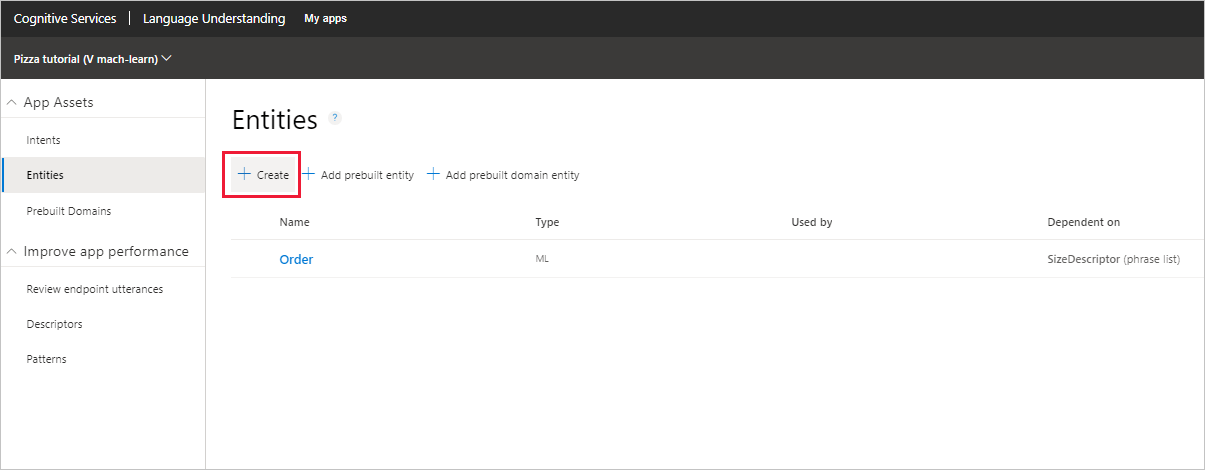 Cognitive Services | Language Understanding My apps
Pizza tutorial (V mach-learn)
App Assets
Intents
Entities
Prebuilt Domains
Improve app performance
Review endpoint utterances
Descriptors
Patterns
Entities ?
+ Create + Add prebuilt entity + Add prebuilt domain entity
Name Type Used by Dependent on
Order ML SizeDescriptor (phrase list)